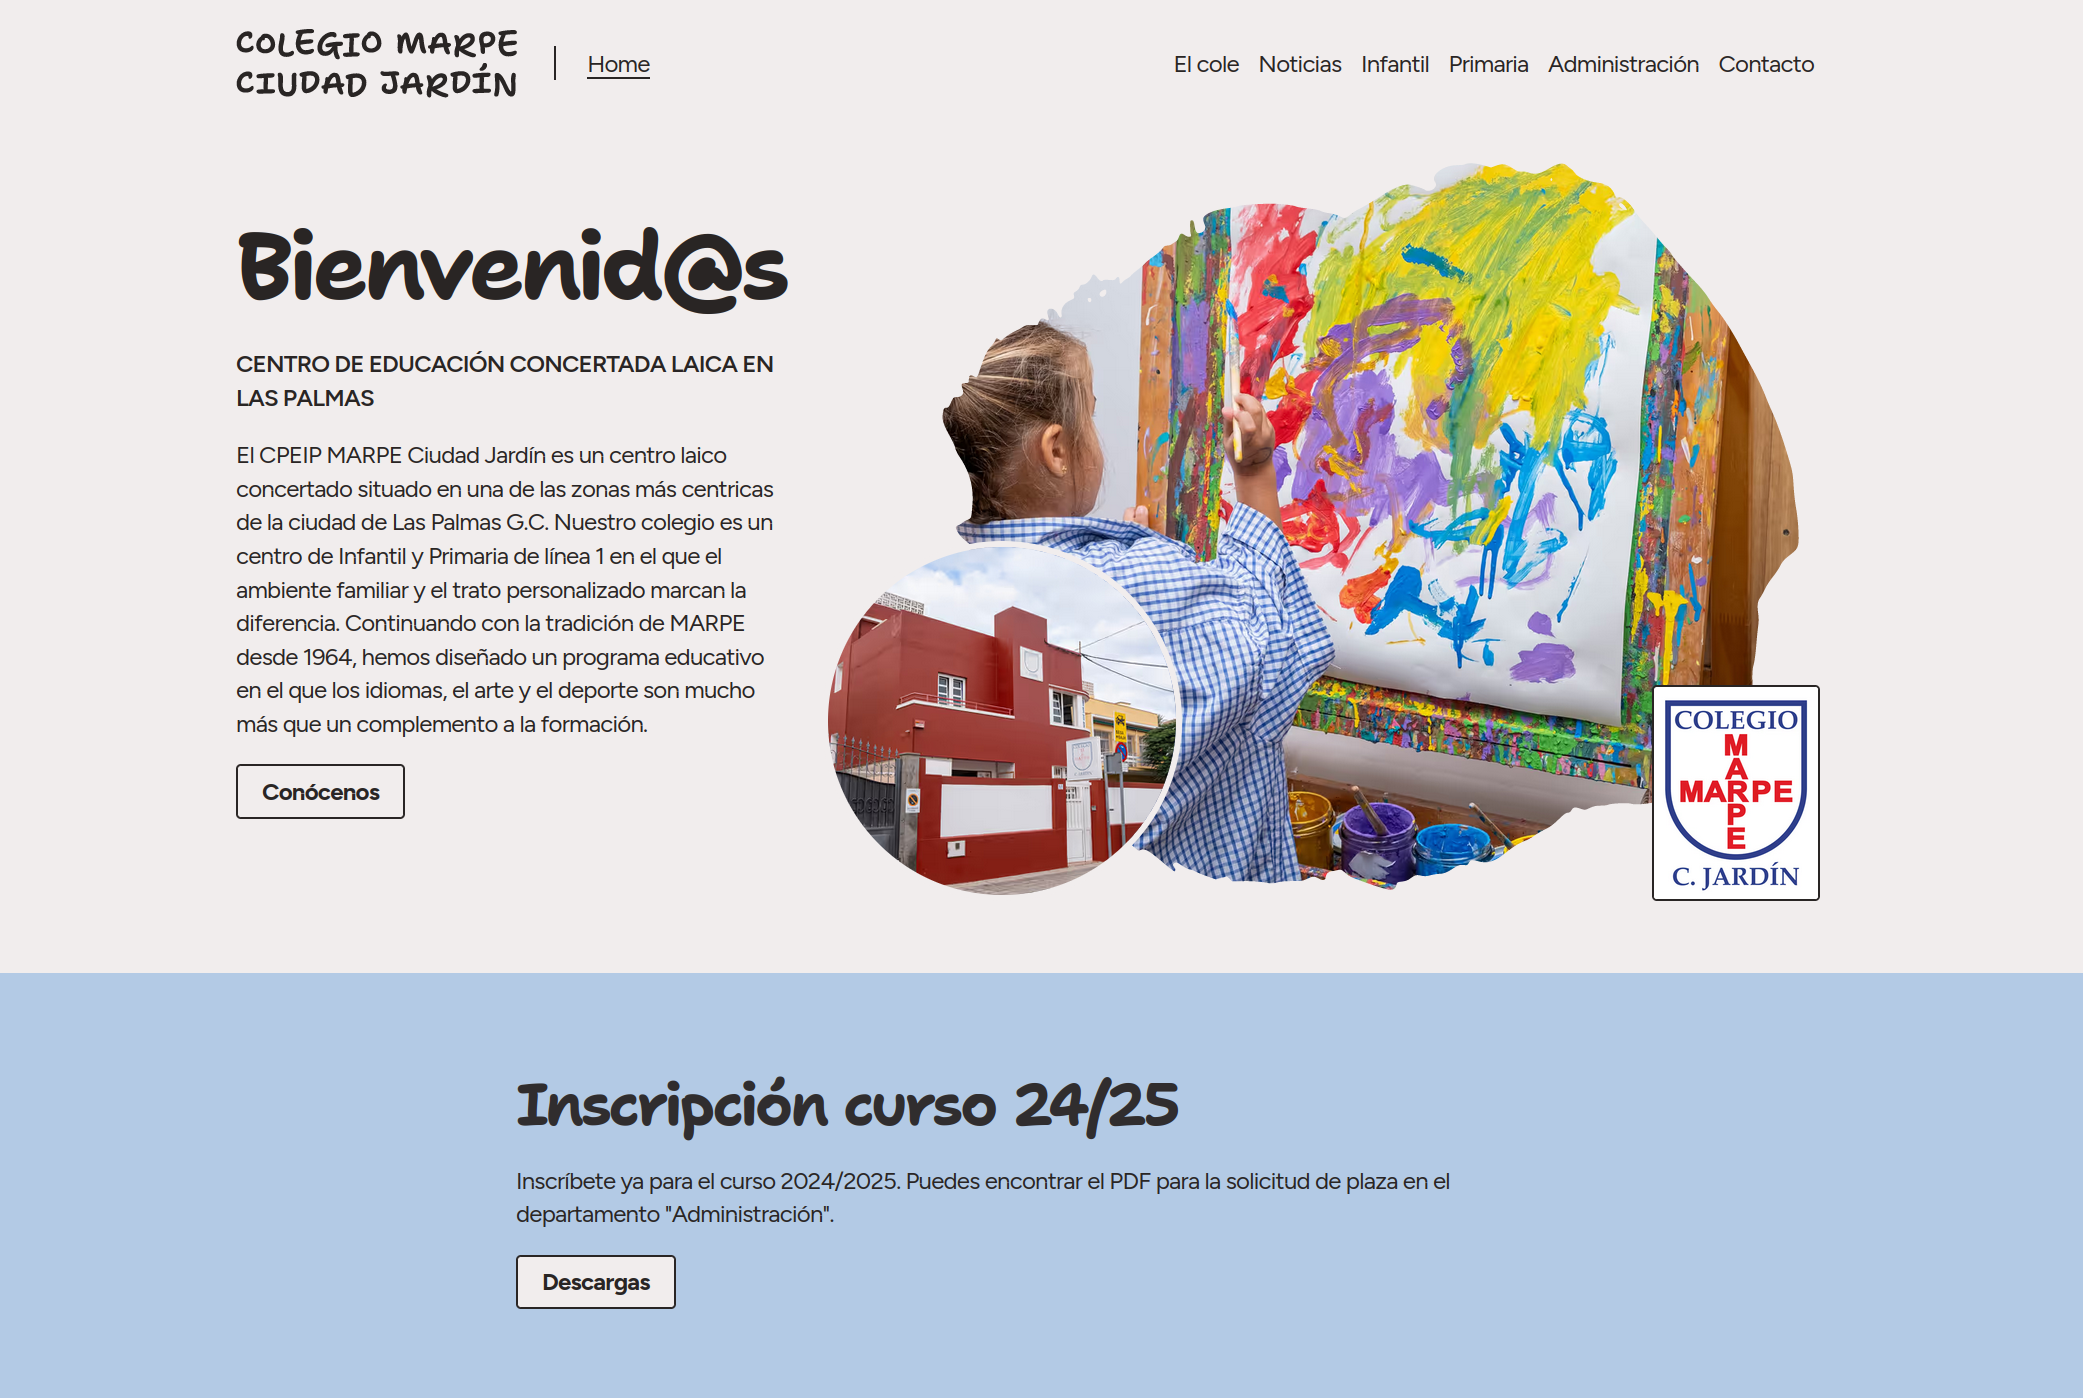 COLEGIO MARPE
CIUDAD JARDÍN
Home
El cole Noticias Infantil Primaria Administración Contacto
Bienvenid@s
CENTRO DE EDUCACIÓN CONCERTADA LAICA EN
LAS PALMAS
El CPEIP MARPE Ciudad Jardín es un centro laico
concertado situado en una de las zonas más centricas
de la ciudad de Las Palmas G.C. Nuestro colegio es un
centro de Infantil y Primaria de línea 1 en el que el
ambiente familiar y el trato personalizado marcan la
diferencia. Continuando con la tradición de MARPE
desde 1964, hemos diseñado un programa educativo
en el que los idiomas, el arte y el deporte son mucho
más que un complemento a la formación.
Conócenos
COLEGIO
MARPE
MARPE
C. JARDÍN
Inscripción curso 24/25
Inscríbete ya para el curso 2024/2025. Puedes encontrar el PDF para la solicitud de plaza en el
departamento "Administración".
Descargas